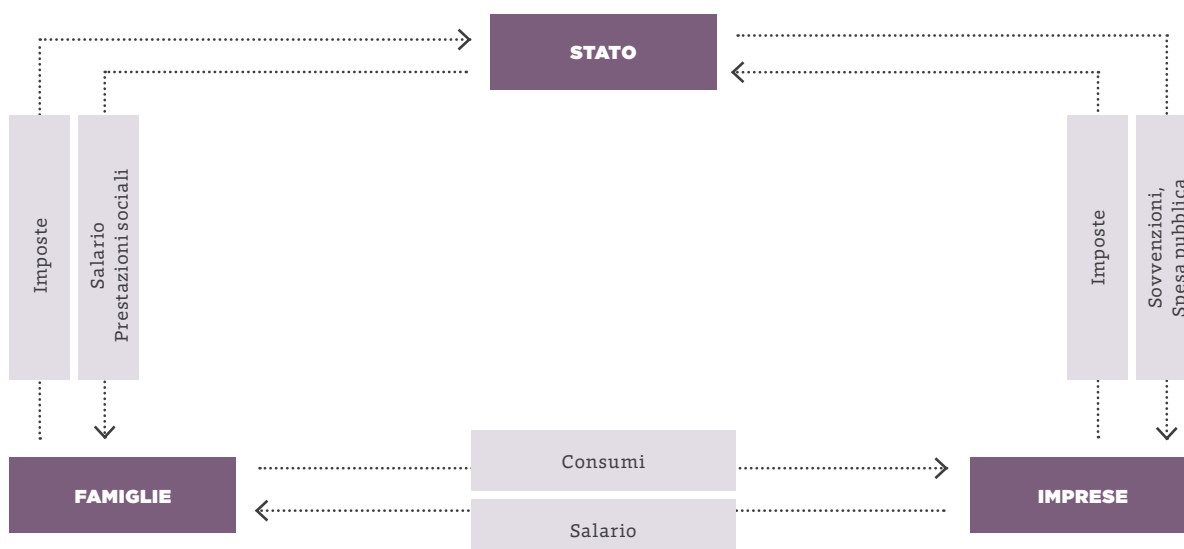 STATO
Imposte
Salario
Prestazioni sociali
Imposte
Sovvenzioni,
Spesa pubblica
Consumi
FAMIGLIE
IMPRESE
Salario